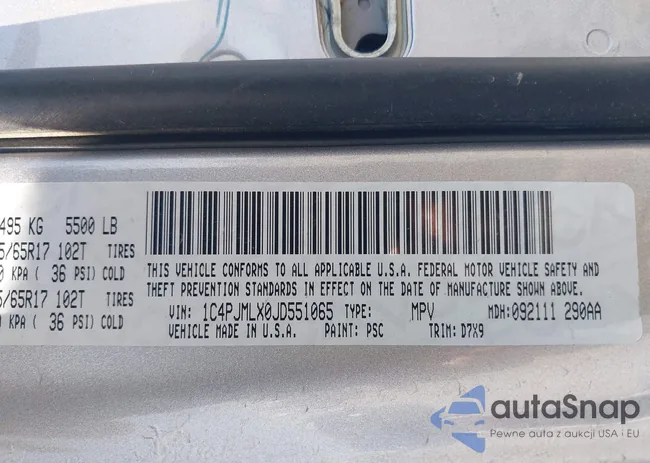 495 KG 5500 LB
5/65R17 102T TIRES
0 KPA ( 36 PSI) COLD
5/65R17 102T TIRES
0 KPA ( 36 PSI) COLD
THIS VEHICLE CONFORMS TO ALL APPLICABLE U.S.A. FEDERAL MOTOR VEHICLE SAFETY AND
THEFT PREVENTION STANDARDS IN EFFECT ON THE DATE OF MANUFACTURE SHOWN ABOVE.
VIN: 1C4PJMLX0JD551065 TYPE: MPV MDH: 092111 290AA
VEHICLE MADE IN U.S.A. PAINT: PSC TRIM: D7X9
autaSnap
Pewne auta z aukcji USA i EU